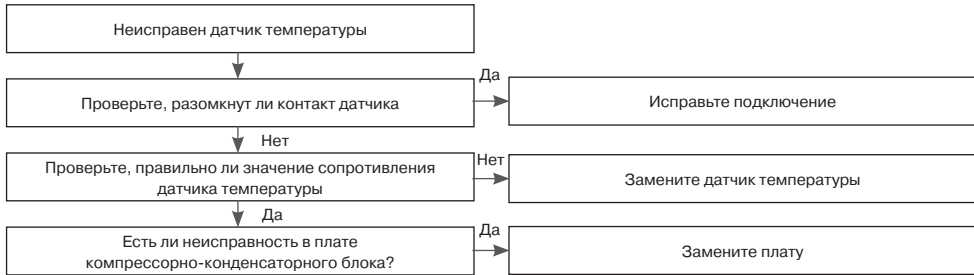 Неисправен датчик температуры
Да
Проверьте, разомкнут ли контакт датчика
Исправьте подключение
Нет
Проверьте, правильно ли значение сопротивления
датчика температуры
Нет
Замените датчик температуры
Да
Есть ли неисправность в плате
компрессорно-конденсаторного блока?
Да
Замените плату